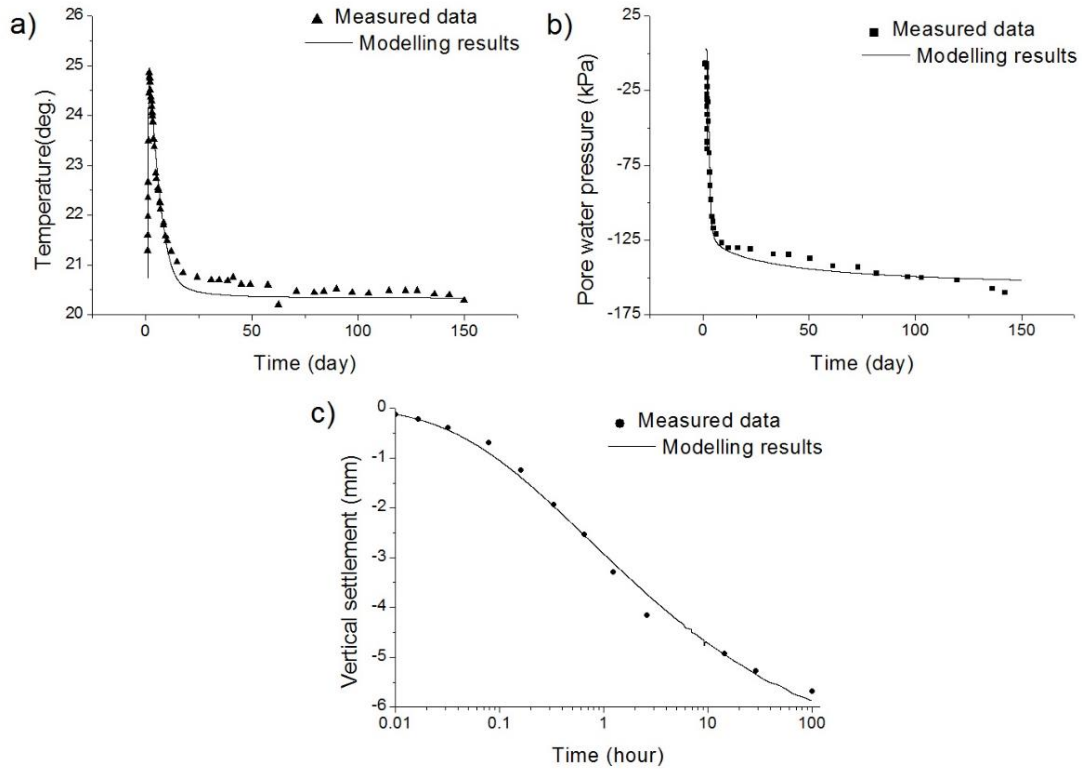 a)
Measured data
Modelling results
Temperature(deg.)
26
25
24
23
22
21
20
0
50
100
150
Time (day)
b)
Measured data
Modelling results
Pore water pressure (kPa)
25
-25
-75
-125
-175
0
50
100
150
Time (day)
c)
Measured data
Modelling results
Vertical settlement (mm)
0
-1
-2
-3
-4
-5
-6
0.01
0.1
1
10
100
Time (hour)